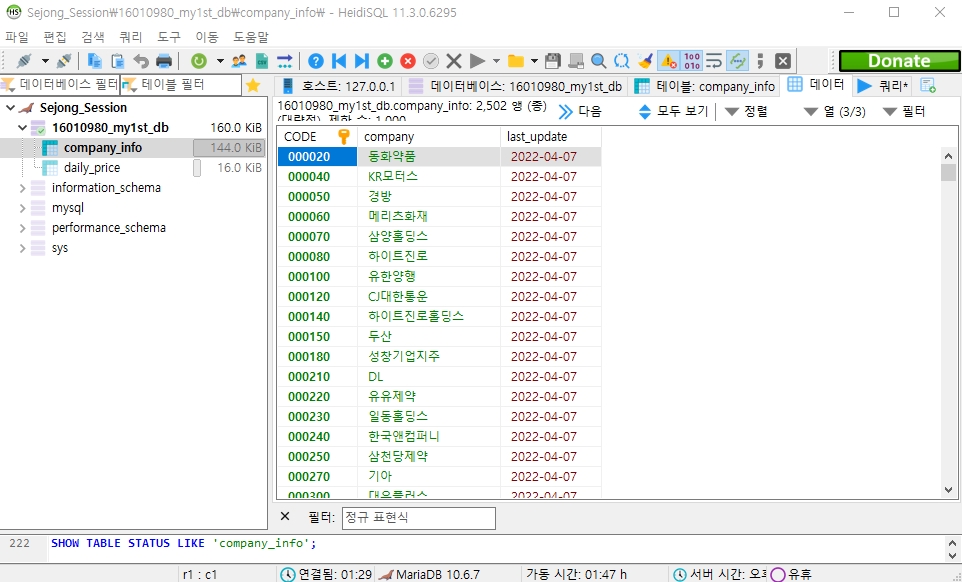 Sejong_Session₩16010980_my1st_db₩company_info₩ - HeidiSQL 11.3.0.6295
파일 편집 검색 쿼리 도구 이동 도움말
Donate
데이터베이스 필터 테이블 필터 호스트: 127.0.0.1 데이터베이스: 16010980_my1st_db 테이블: company_info 데이터 쿼리*
Sejong_Session
16010980_my1st_db 160.0 KiB
company_info 144.0 KiB
daily_price 16.0 KiB
information_schema
mysql
performance_schema
sys
16010980_my1st_db.company_info: 2,502 행 (총) 다음 모두 보기 정렬 열 (3/3) 필터
(대략적), 제한 수: 1,000
CODE company last_update
000020 동화약품 2022-04-07
000040 KR모터스 2022-04-07
000050 경방 2022-04-07
000060 메리츠화재 2022-04-07
000070 삼양홀딩스 2022-04-07
000080 하이트진로 2022-04-07
000100 유한양행 2022-04-07
000120 CJ대한통운 2022-04-07
000140 하이트진로홀딩스 2022-04-07
000150 두산 2022-04-07
000180 성창기업지주 2022-04-07
000210 DL 2022-04-07
000220 유유제약 2022-04-07
000230 일동홀딩스 2022-04-07
000240 한국앤컴퍼니 2022-04-07
000250 삼천당제약 2022-04-07
000270 기아 2022-04-07
000300 대유플러스 2022-04-07
필터: 정규 표현식
222 SHOW TABLE STATUS LIKE 'company_info';
r1 : c1 연결됨: 01:29 MariaDB 10.6.7 가동 시간: 01:47 h 서버 시간: 오후 유휴